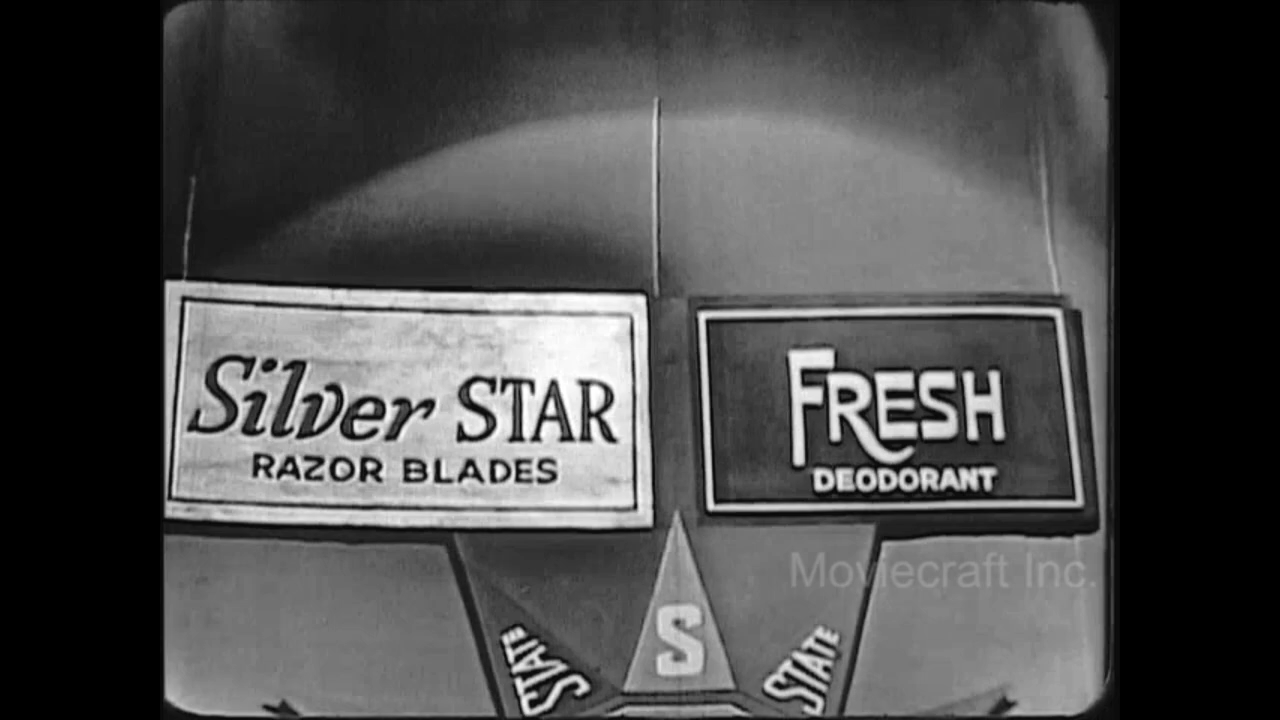 Silver STAR
RAZOR BLADES
FRESH
DEODORANT
Moviecraft Inc.
S
STATE
STATE